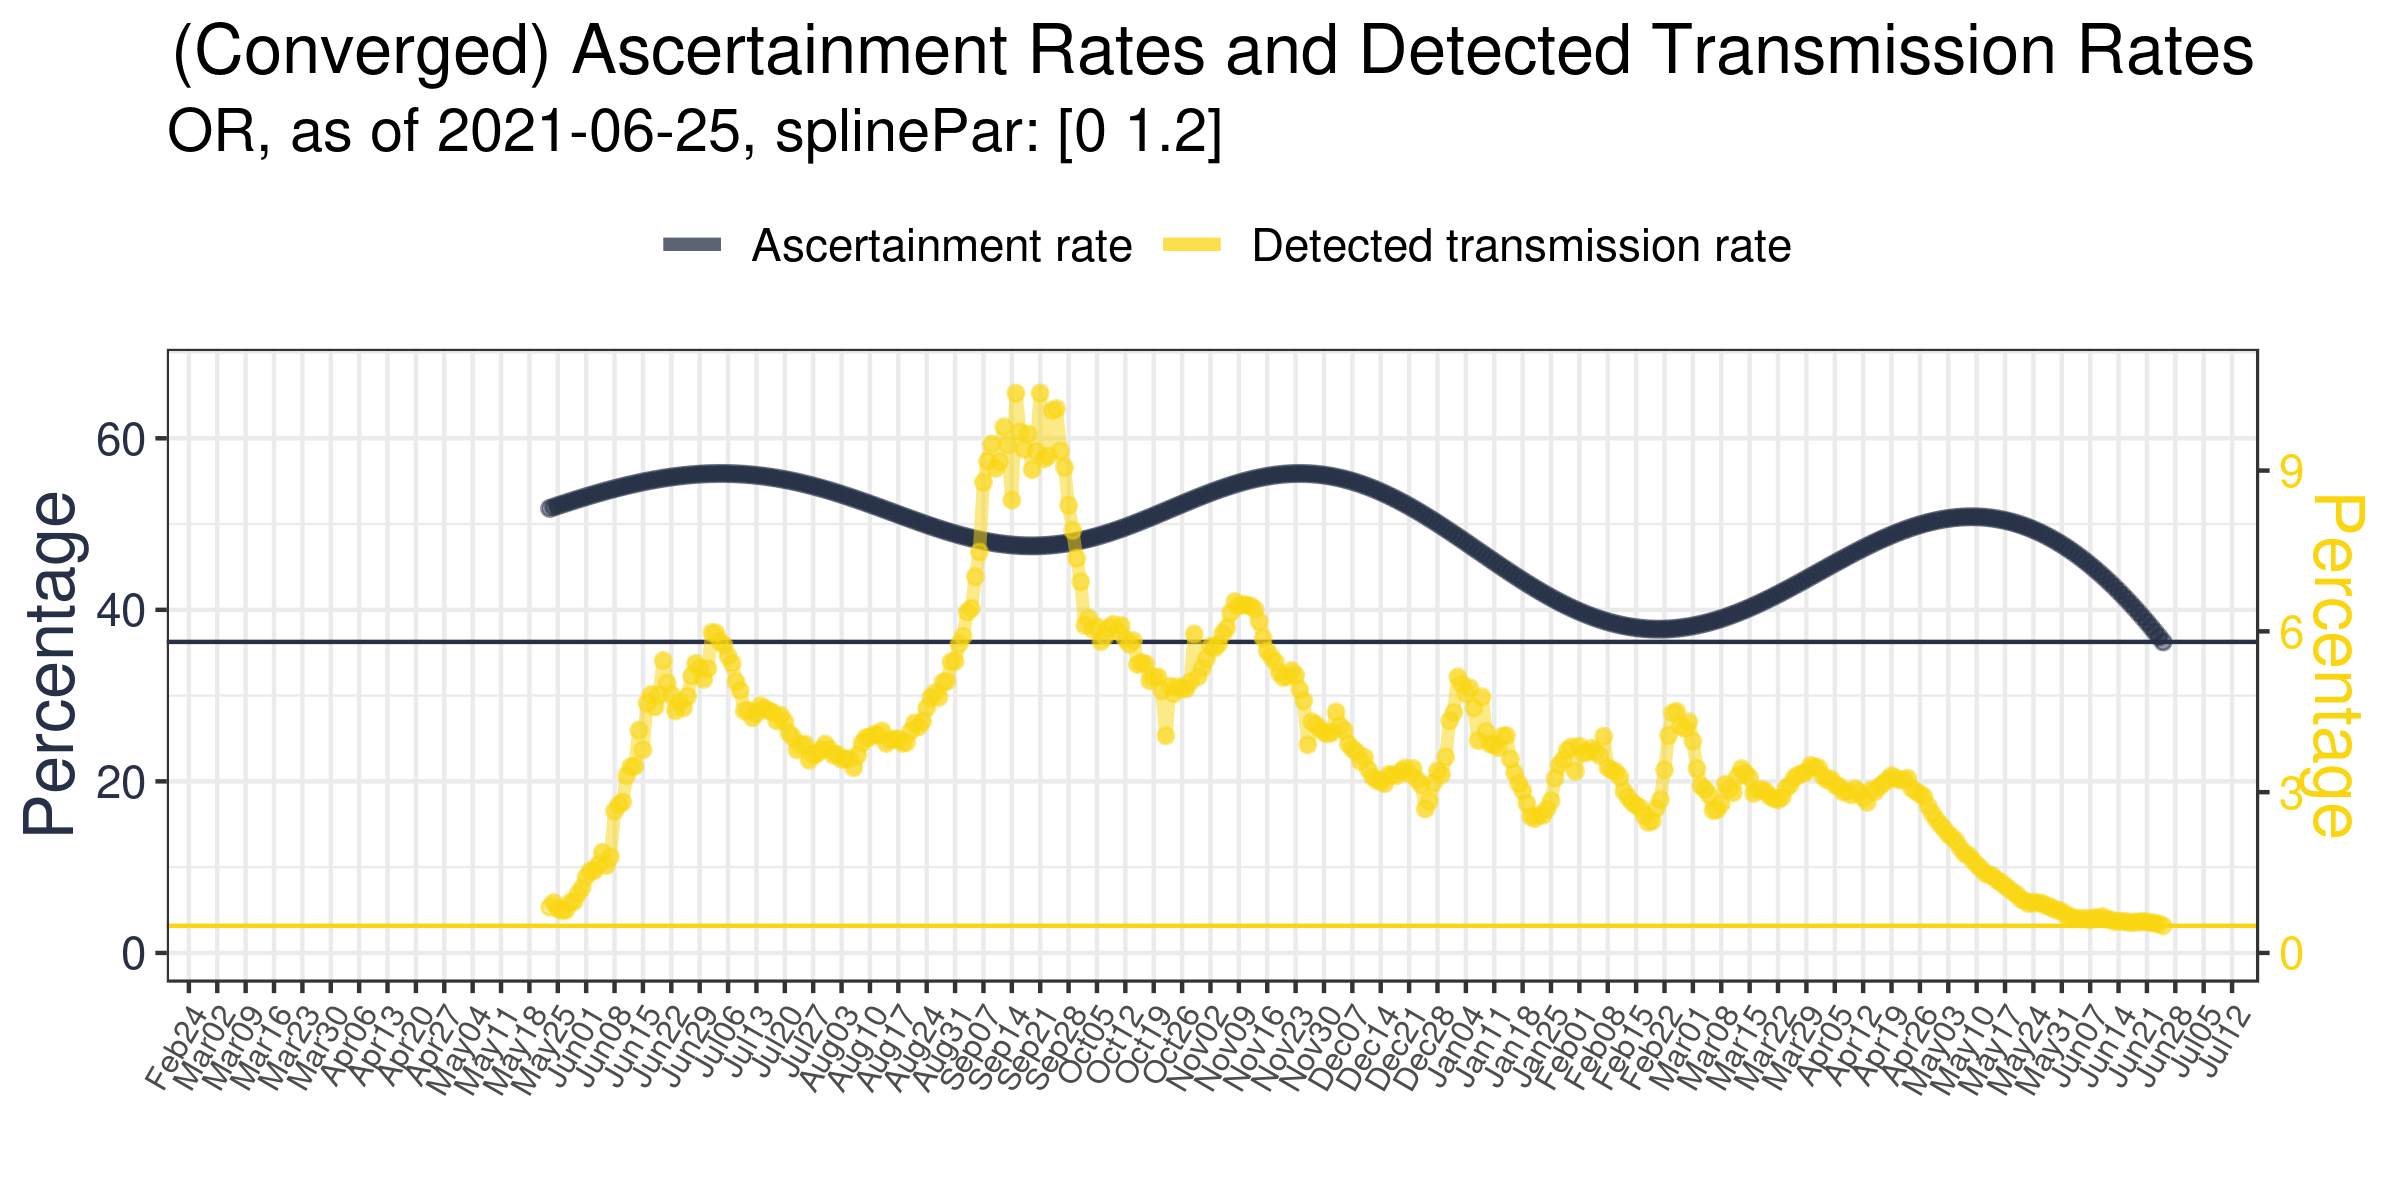 (Converged) Ascertainment Rates and Detected Transmission Rates
OR, as of 2021-06-25, splinePar: [0 1.2]
Ascertainment rate Detected transmission rate
Percentage
60
40
20
0
9
6
3
0
Percentage
Feb24 Mar02 Mar09 Mar16 Mar23 Mar30 Apr06 Apr13 Apr20 Apr27 May04 May11 May18 May25 Jun01 Jun08 Jun15 Jun22 Jun29 Jul06 Jul13 Jul20 Jul27 Aug03 Aug10 Aug17 Aug24 Aug31 Sep07 Sep14 Sep21 Sep28 Oct05 Oct12 Oct19 Oct26 Nov02 Nov09 Nov16 Nov23 Nov30 Dec07 Dec14 Dec21 Dec28 Jan04 Jan11 Jan18 Jan25 Feb01 Feb08 Feb15 Feb22 Mar01 Mar08 Mar15 Mar22 Mar29 Apr05 Apr12 Apr19 Apr26 May03 May10 May17 May24 May31 Jun07 Jun14 Jun21 Jun28 Jul05 Jul12